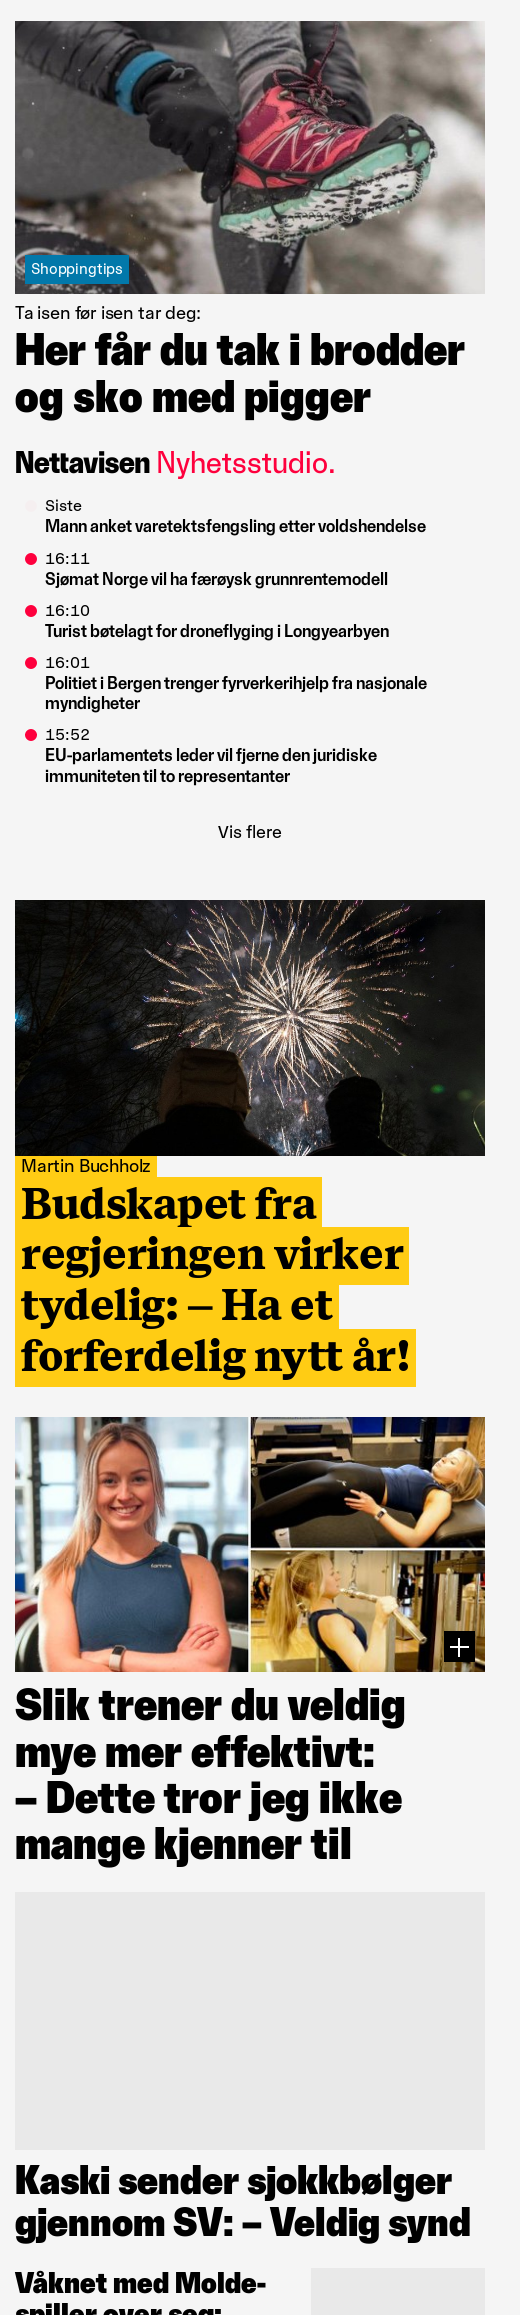 Shoppingtips
Ta isen før isen tar deg:
Her får du tak i brodder
og sko med pigger
Nettavisen Nyhetsstudio.
Siste
Mann anket varetektsfengsling etter voldshendelse
16:11
Sjømat Norge vil ha færøysk grunnrentemodell
16:10
Turist bøtelagt for droneflyging i Longyearbyen
16:01
Politiet i Bergen trenger fyrverkerihjelp fra nasjonale
myndigheter
15:52
EU-parlamentets leder vil fjerne den juridiske
immuniteten til to representanter
Vis flere
Martin Buchholz
Budskapet fra
regjeringen virker
tydelig: – Ha et
forferdelig nytt år!
Slik trener du veldig
mye mer effektivt:
– Dette tror jeg ikke
mange kjenner til
Kaski sender sjokkbølger
gjennom SV: – Veldig synd
Våknet med Molde-
spiller over seg: